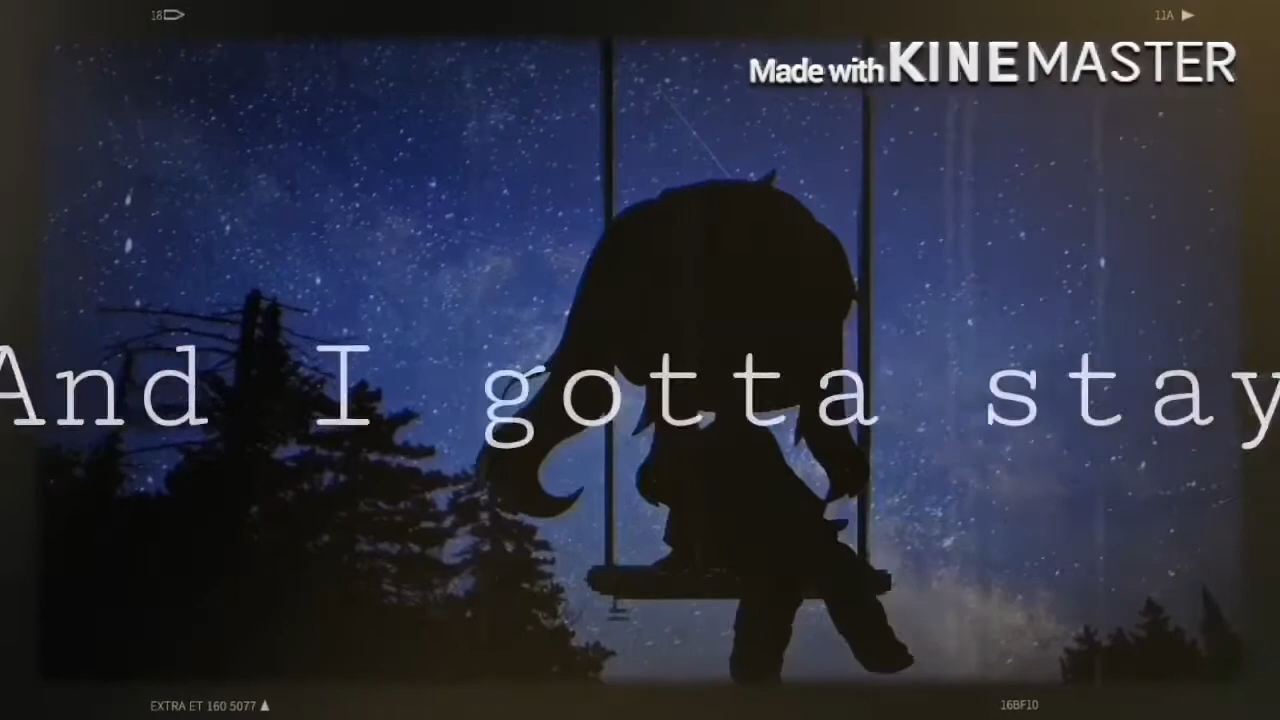 18
11A
Made with KINEMASTER
And I gotta stay
EXTRA ET 160 5077
16BF10